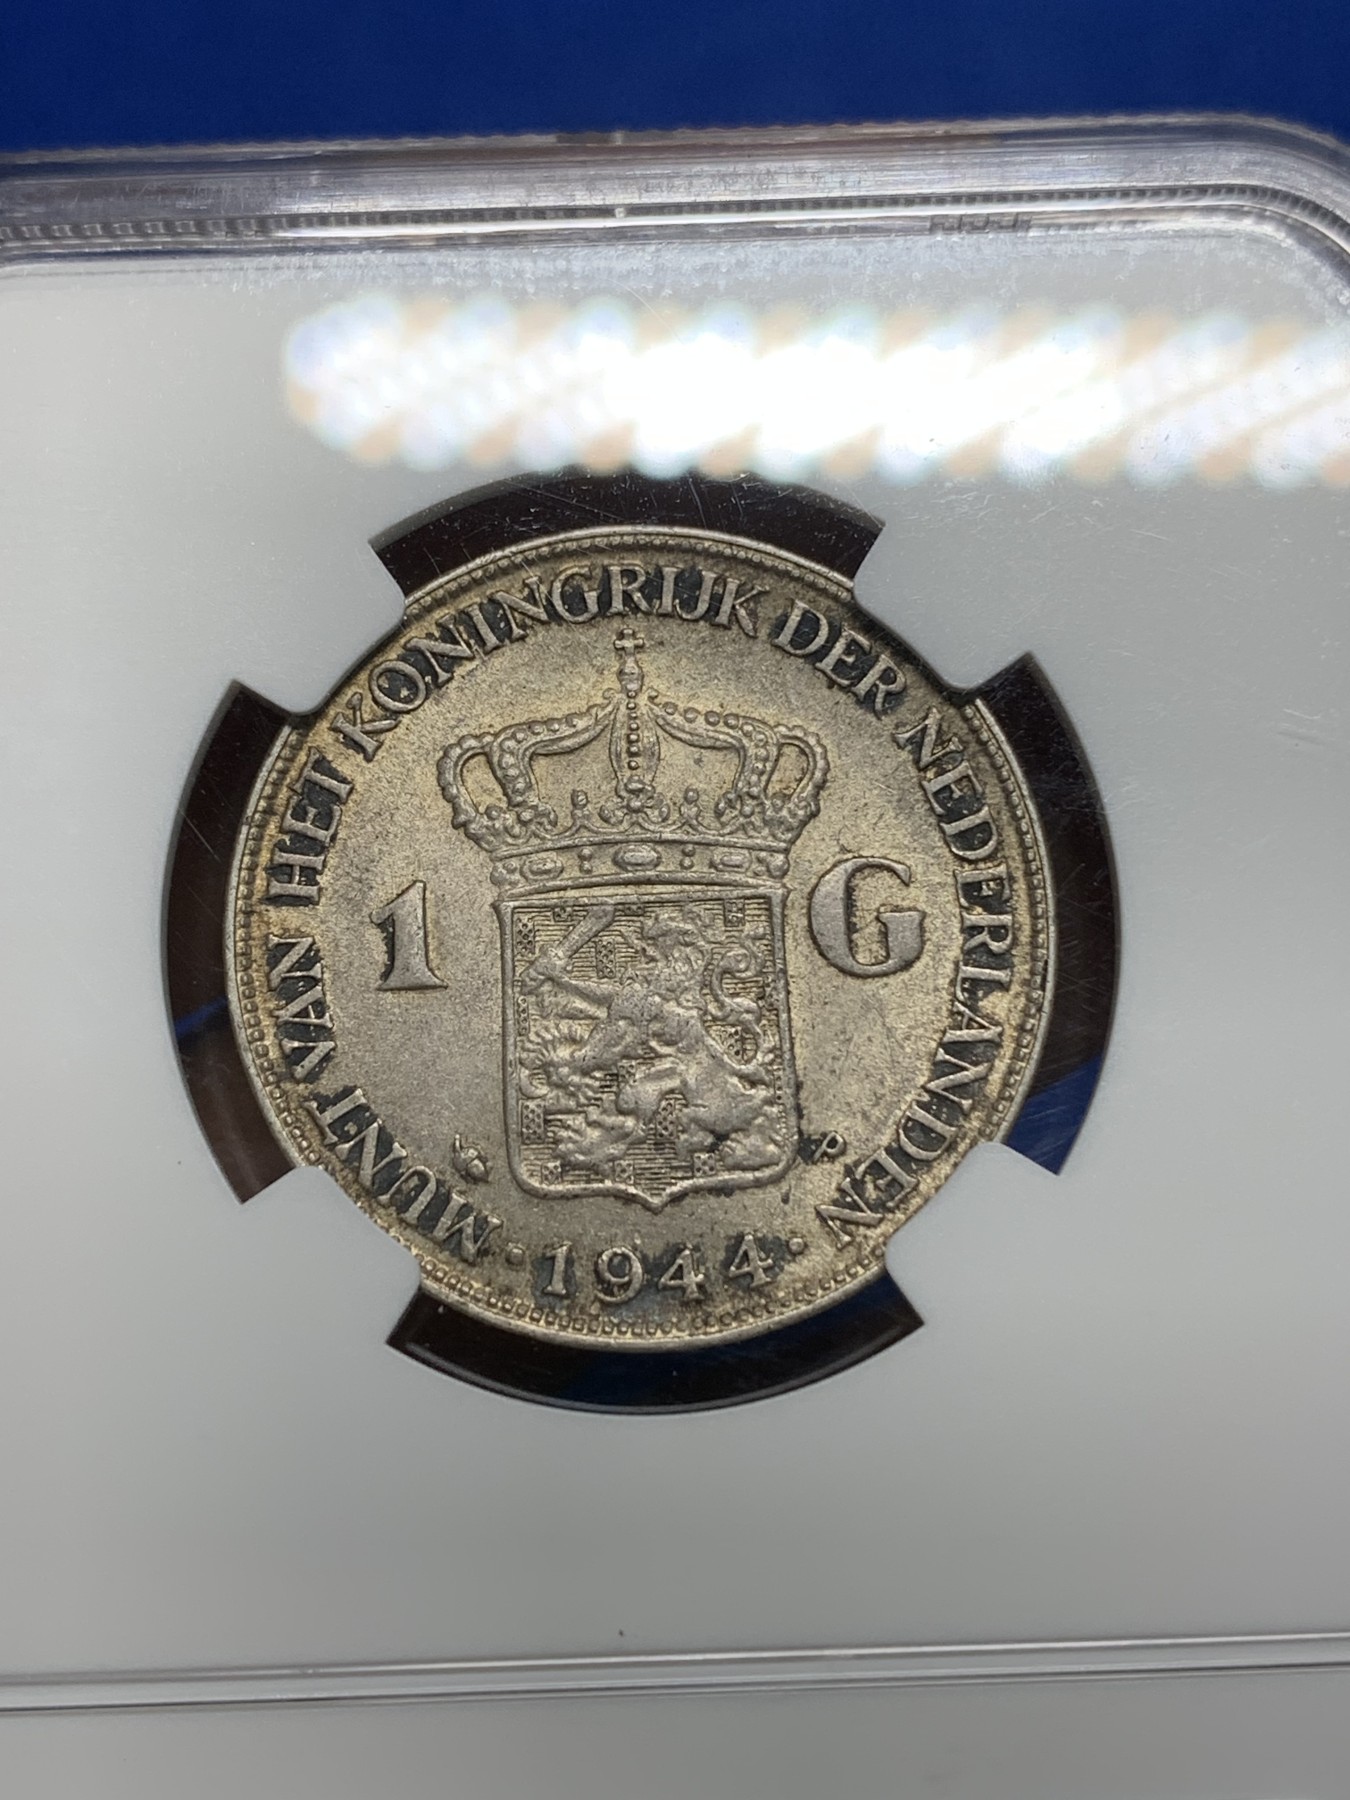 MUNT VAN HET KONINGRIJK DER NEDERLANDEN
1 G
P
· 1944 ·